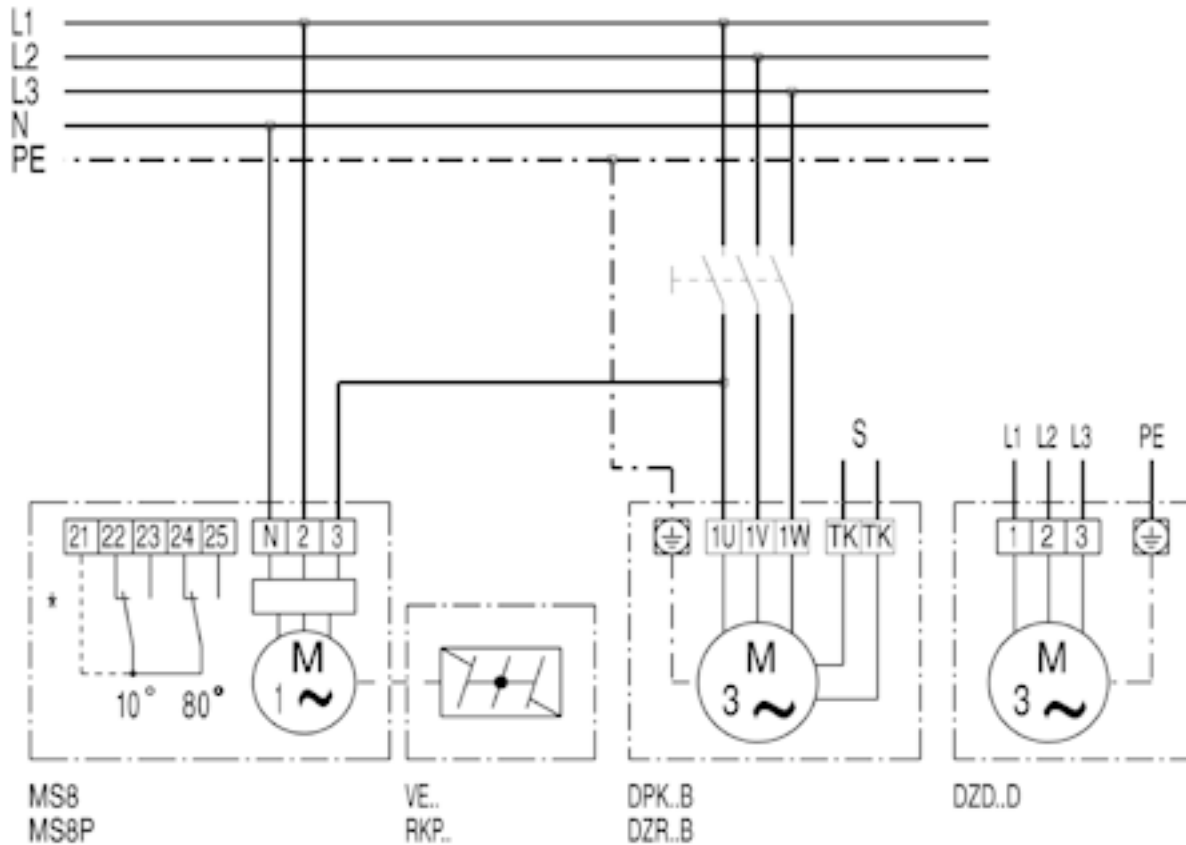 L1
L2
L3
N
PE
S
L1 L2 L3 PE
21 22 23 24 25 N 2 3 1U 1V 1W TK TK 1 2 3
*
M
1 ~
10° 80°
M
3 ~
M
3 ~
MS8 VE.. DPK..B DZD..D
MS8P RKP.. DZR..B